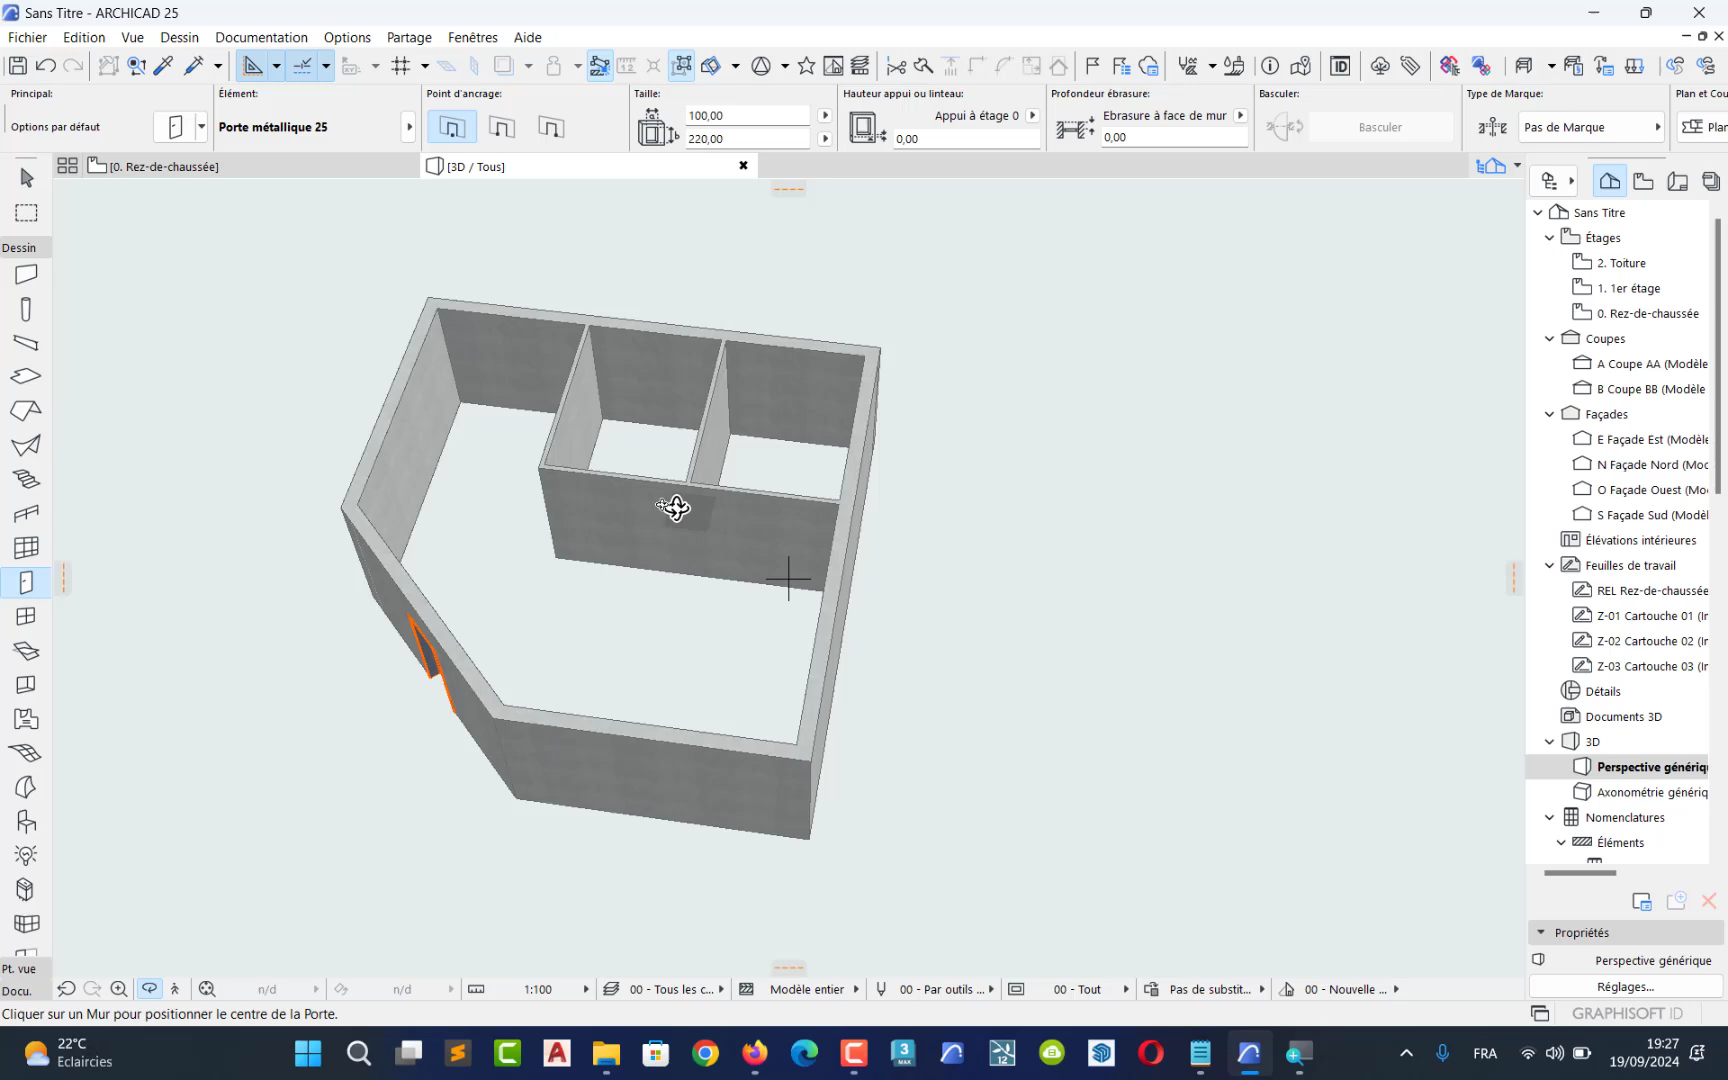 Sans Titre - ARCHICAD 25
Fichier Edition Vue Dessin Documentation Options Partage Fenêtres Aide
Principal: Élément: Point d'ancrage: Taille: Hauteur appui ou linteau: Profondeur ébrasure: Basculer: Type de Marque: Plan et Cou
100,00 Appui à étage 0 Ebrasure à face de mur
Options par défaut Porte métallique 25 Basculer Pas de Marque Plar
220,00 0,00 0,00
[0. Rez-de-chaussée] [3D / Tous]
Dessin
Sans Titre
Étages
2. Toiture
1. 1er étage
0. Rez-de-chaussée
Coupes
A Coupe AA (Modèle
B Coupe BB (Modèle
Façades
E Façade Est (Modèle
N Façade Nord (Moc
O Façade Ouest (Mo
S Façade Sud (Modèl
Élévations intérieures
Feuilles de travail
REL Rez-de-chaussée
Z-01 Cartouche 01 (Ir
Z-02 Cartouche 02 (Ir
Z-03 Cartouche 03 (Ir
Détails
Documents 3D
3D
Perspective génériq
Axonométrie génériq
Nomenclatures
Éléments
Propriétés
Perspective générique
Réglages...
Pt. vue
Docu.
n/d n/d 1:100 00 - Tous les c... Modèle entier 00 - Par outils ... 00 - Tout Pas de substit... 00 - Nouvelle ...
Cliquer sur un Mur pour positionner le centre de la Porte.
GRAPHISOFT ID
22°C
Eclaircies
FRA
19:27
19/09/2024